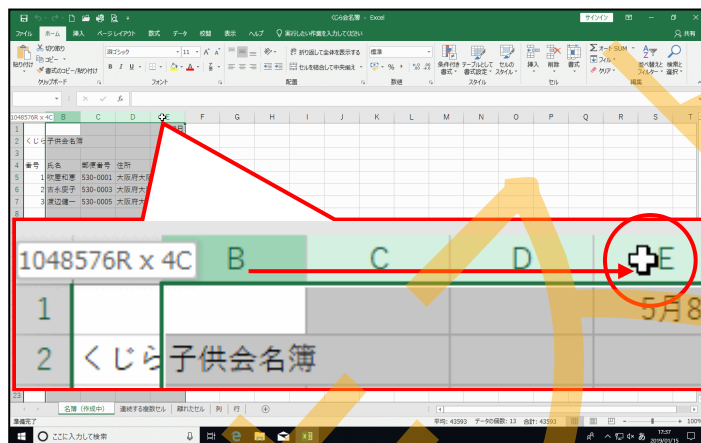 くじら会名簿 - Excel
サインイン
ファイル ホーム 挿入 ページ レイアウト 数式 データ 校閲 表示 ヘルプ 実行したい作業を入力してください 共有
切り取り
コピー
書式のコピー/貼り付け
貼り付け
游ゴシック 11
B I U
折り返して全体を表示する
セルを結合して中央揃え
標準
条件付き書式
テーブルとして書式設定
セルのスタイル
挿入 削除 書式
オート SUM
フィル
クリア
並べ替えと フィルター
検索と 選択
クリップボード フォント 配置 数値 スタイル セル 編集
1048576R x 4C B C D E F G H I J K L M N O P Q R S T
1
2 くじら 子供会名簿
3
4 番号 氏名 郵便番号 住所
5 1 530-0001 大阪府大阪
6 2 530-0003 大阪府大
7 3 渡辺健一 530-0005 大阪府大
8
1048576R x 4C B C D E
1 5月8
2 くじら 子供会名簿
23
名簿 (作成中) 連続する複数セル 離れたセル 列 行
準備完了
平均: 43593 データの個数: 13 合計: 43593 100%
ここに入力して検索
17:37
2019/01/15